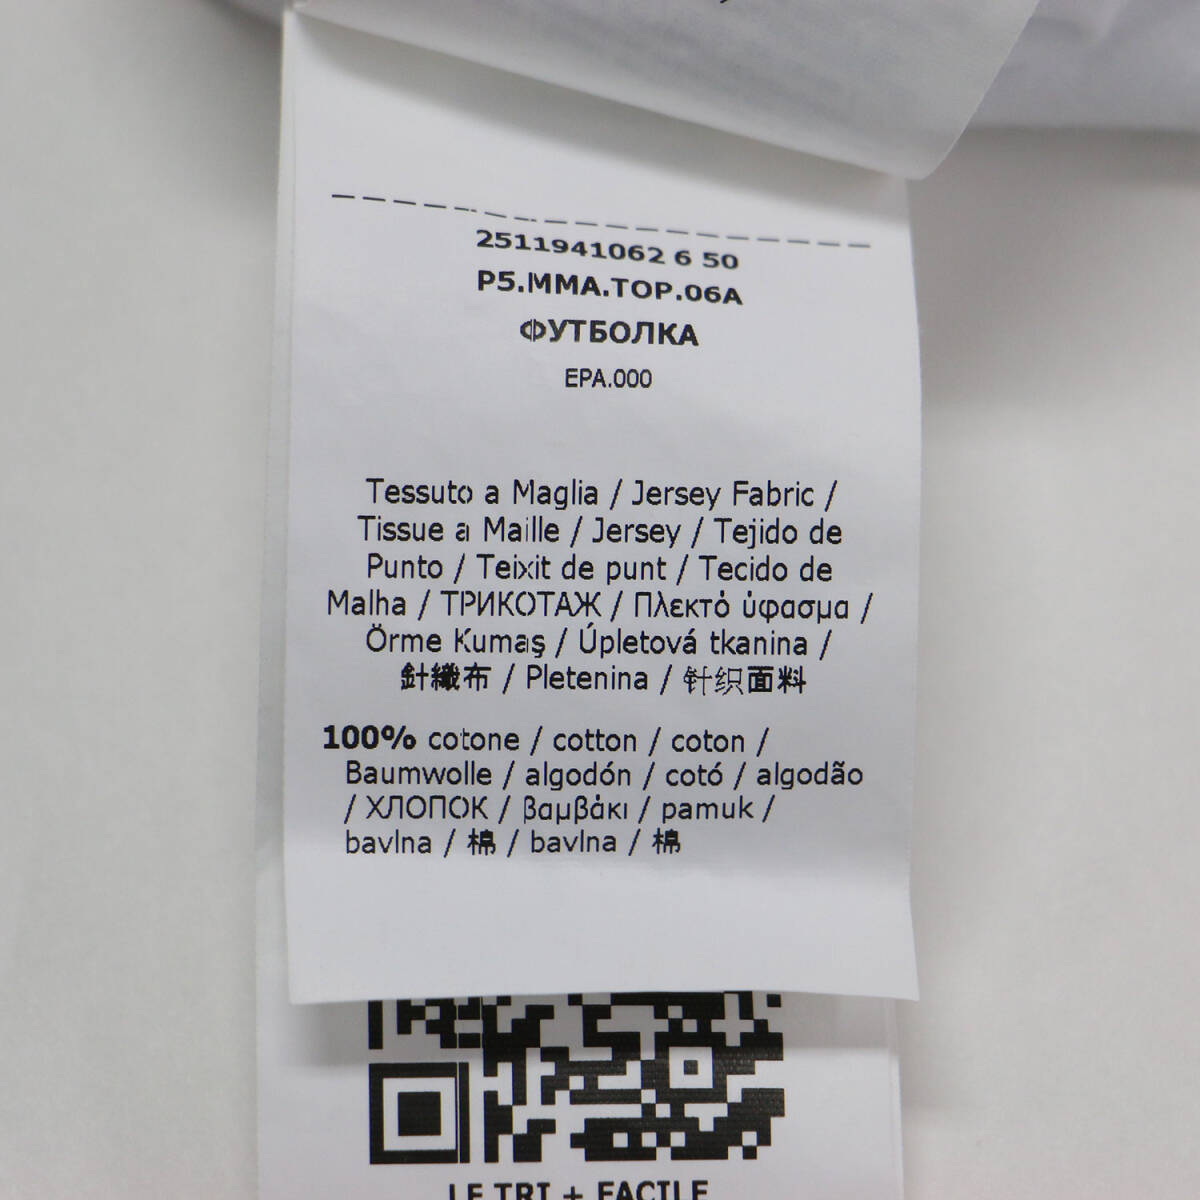 2511941062 6 50
P5.MMA.TOP.06A
ФУТБОЛКА
EPA.000
Tessuto a Maglia / Jersey Fabric /
Tissue a Maille / Jersey / Tejido de
Punto / Teixit de punt / Tecido de
Malha / ТРИКОТАЖ / Πλεκτό ύφασμα /
Örme Kumaş / Úpletová tkanina /
針織布 / Pletenina / 针织面料
100% cotone / cotton / coton /
Baumwolle / algodón / cotó / algodão
/ ХЛОПОК / βαμβάκι / pamuk /
bavlna / 棉 / bavlna / 棉
LE TRI + FACILE